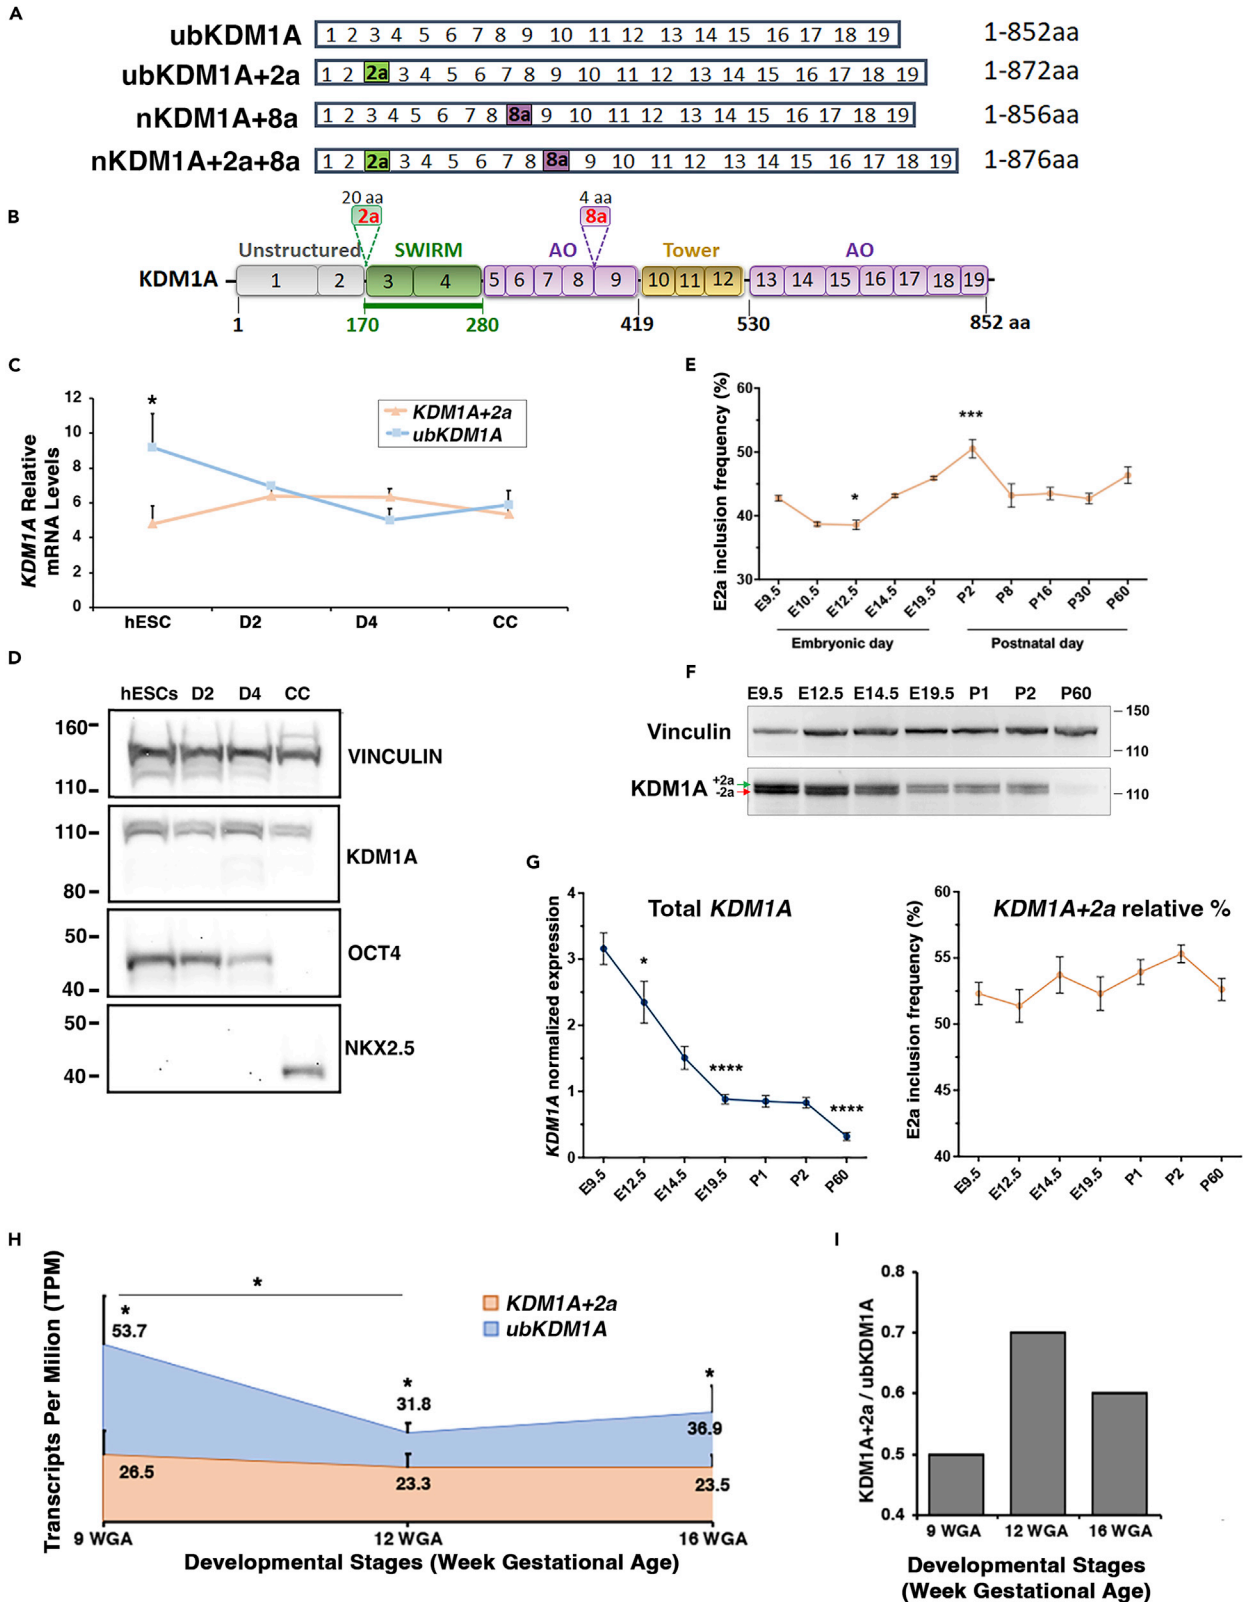 A
ubKDM1A 1 2 3 4 5 6 7 8 9 10 11 12 13 14 15 16 17 18 19 1-852aa
ubKDM1A+2a 1 2 2a 3 4 5 6 7 8 9 10 11 12 13 14 15 16 17 18 19 1-872aa
nKDM1A+8a 1 2 3 4 5 6 7 8 8a 9 10 11 12 13 14 15 16 17 18 19 1-856aa
nKDM1A+2a+8a 1 2 2a 3 4 5 6 7 8 8a 9 10 11 12 13 14 15 16 17 18 19 1-876aa
B
20 aa 4 aa
2a 8a
Unstructured SWIRM AO Tower AO
KDM1A 1 2 3 4 5 6 7 8 9 10 11 12 13 14 15 16 17 18 19
1 170 280 419 530 852 aa
C
KDM1A Relative
mRNA Levels
12
10
8
6
4
2
0
*
KDM1A+2a
ubKDM1A
hESC D2 D4 CC
E
E2a inclusion frequency (%)
60
50
40
30
*
***
E9.5 E10.5 E12.5 E14.5 E19.5 P2 P8 P16 P30 P60
Embryonic day Postnatal day
D
hESCs D2 D4 CC
160
110
VINCULIN
110
80
KDM1A
50
40
OCT4
50
40
NKX2.5
F
E9.5 E12.5 E14.5 E19.5 P1 P2 P60
Vinculin
150
110
KDM1A +2a
-2a
110
G
KDM1A normalized expression
4
3
2
1
0
Total KDM1A
*
****
****
E9.5 E12.5 E14.5 E19.5 P1 P2 P60
E2a inclusion frequency (%)
60
55
50
45
40
KDM1A+2a relative %
E9.5 E12.5 E14.5 E19.5 P1 P2 P60
H
Transcripts Per Milion (TPM)
*
*
53.7
*
31.8
*
36.9
26.5
23.3
23.5
KDM1A+2a
ubKDM1A
9 WGA 12 WGA 16 WGA
Developmental Stages (Week Gestational Age)
I
KDM1A+2a / ubKDM1A
0.8
0.7
0.6
0.5
0.4
9 WGA 12 WGA 16 WGA
Developmental Stages
(Week Gestational Age)